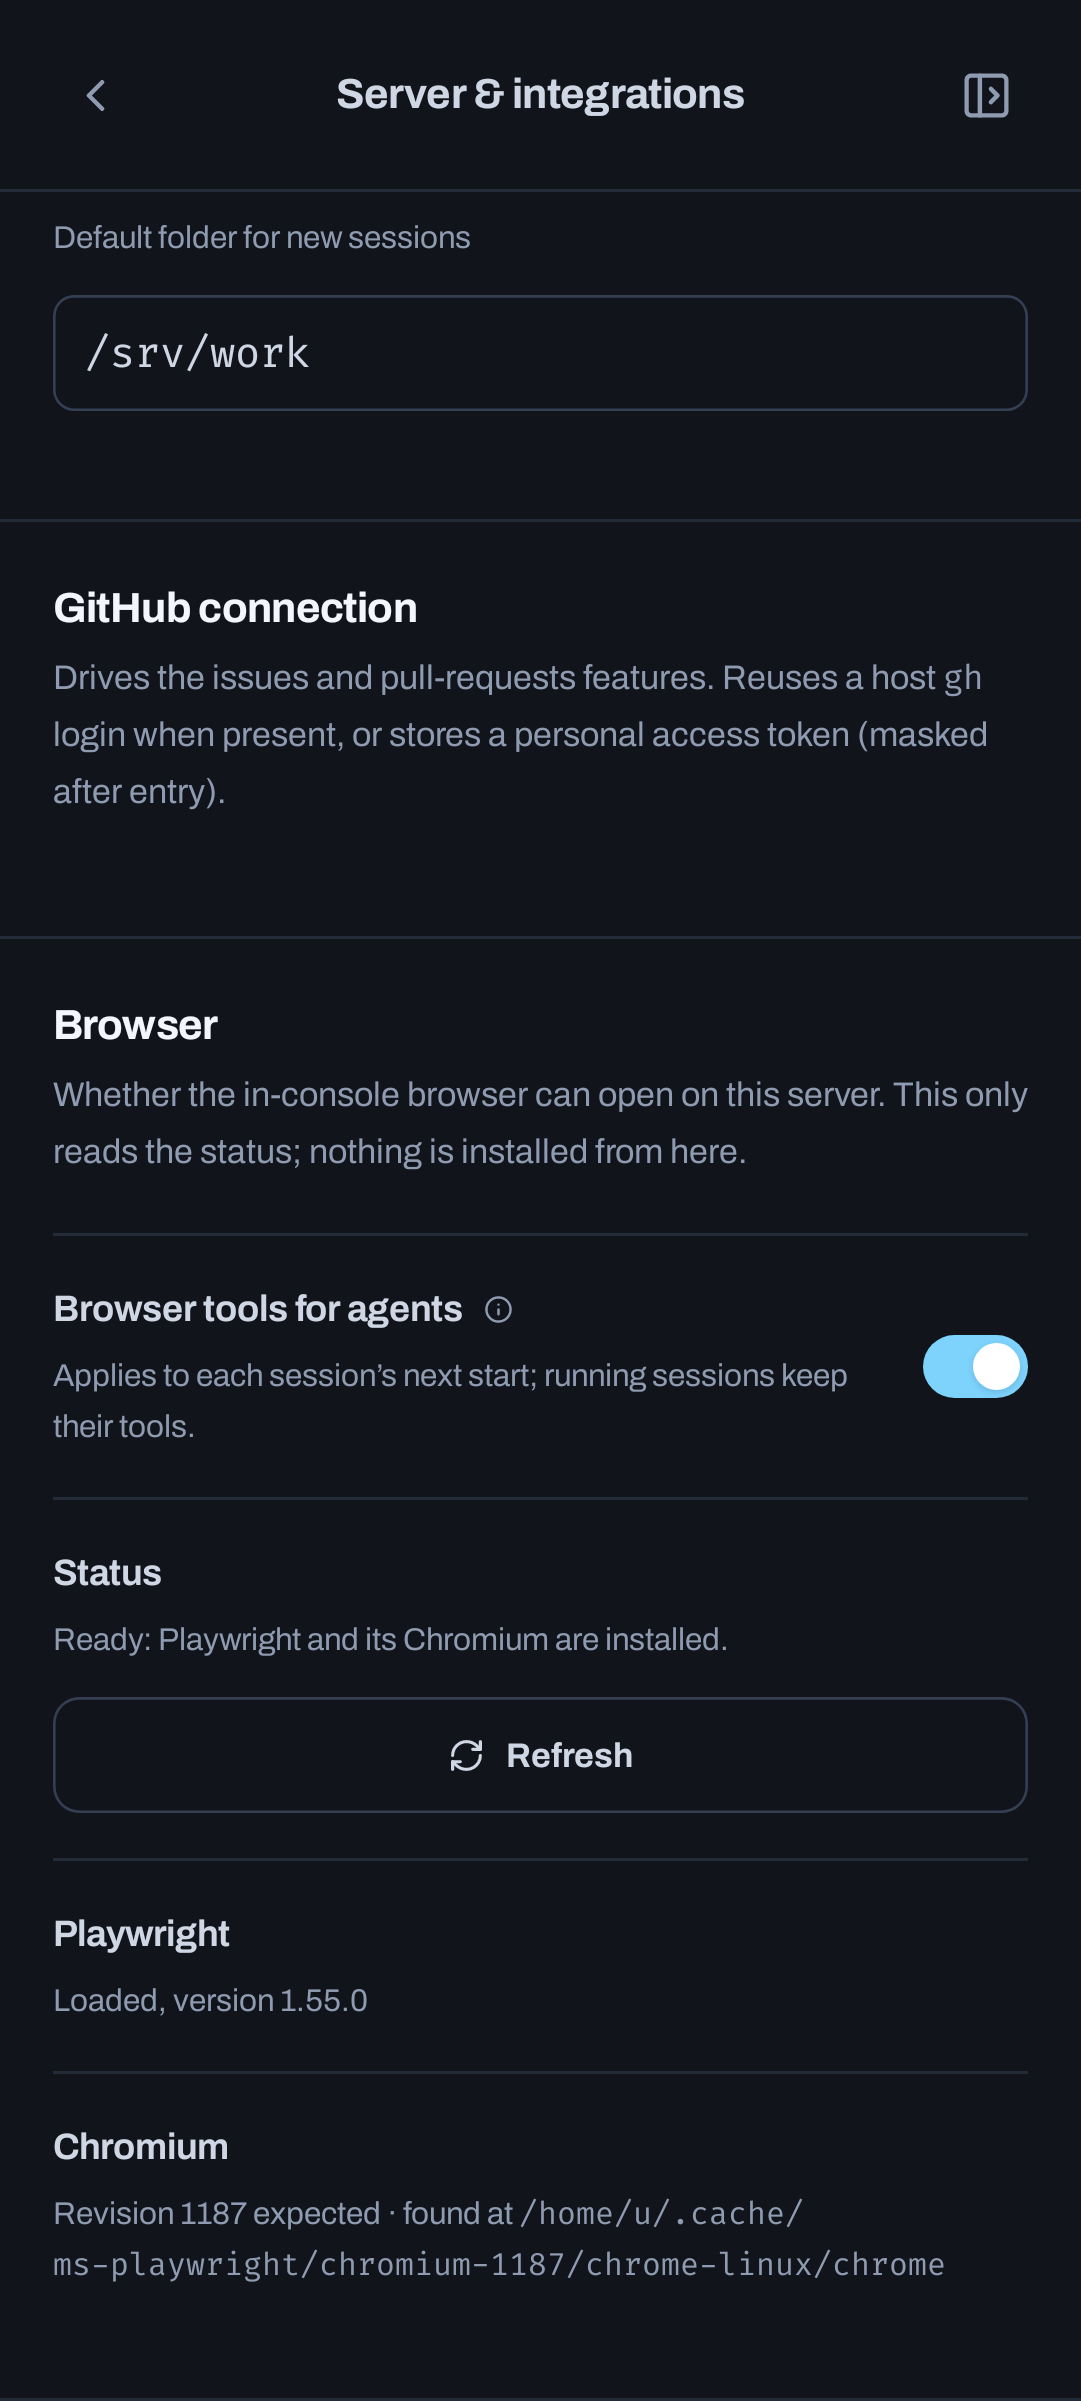 Server & integrations
Default folder for new sessions
/srv/work
GitHub connection
Drives the issues and pull-requests features. Reuses a host gh
login when present, or stores a personal access token (masked
after entry).
Browser
Whether the in-console browser can open on this server. This only
reads the status; nothing is installed from here.
Browser tools for agents
Applies to each session’s next start; running sessions keep
their tools.
Status
Ready: Playwright and its Chromium are installed.
Refresh
Playwright
Loaded, version 1.55.0
Chromium
Revision 1187 expected · found at /home/u/.cache/
ms-playwright/chromium-1187/chrome-linux/chrome